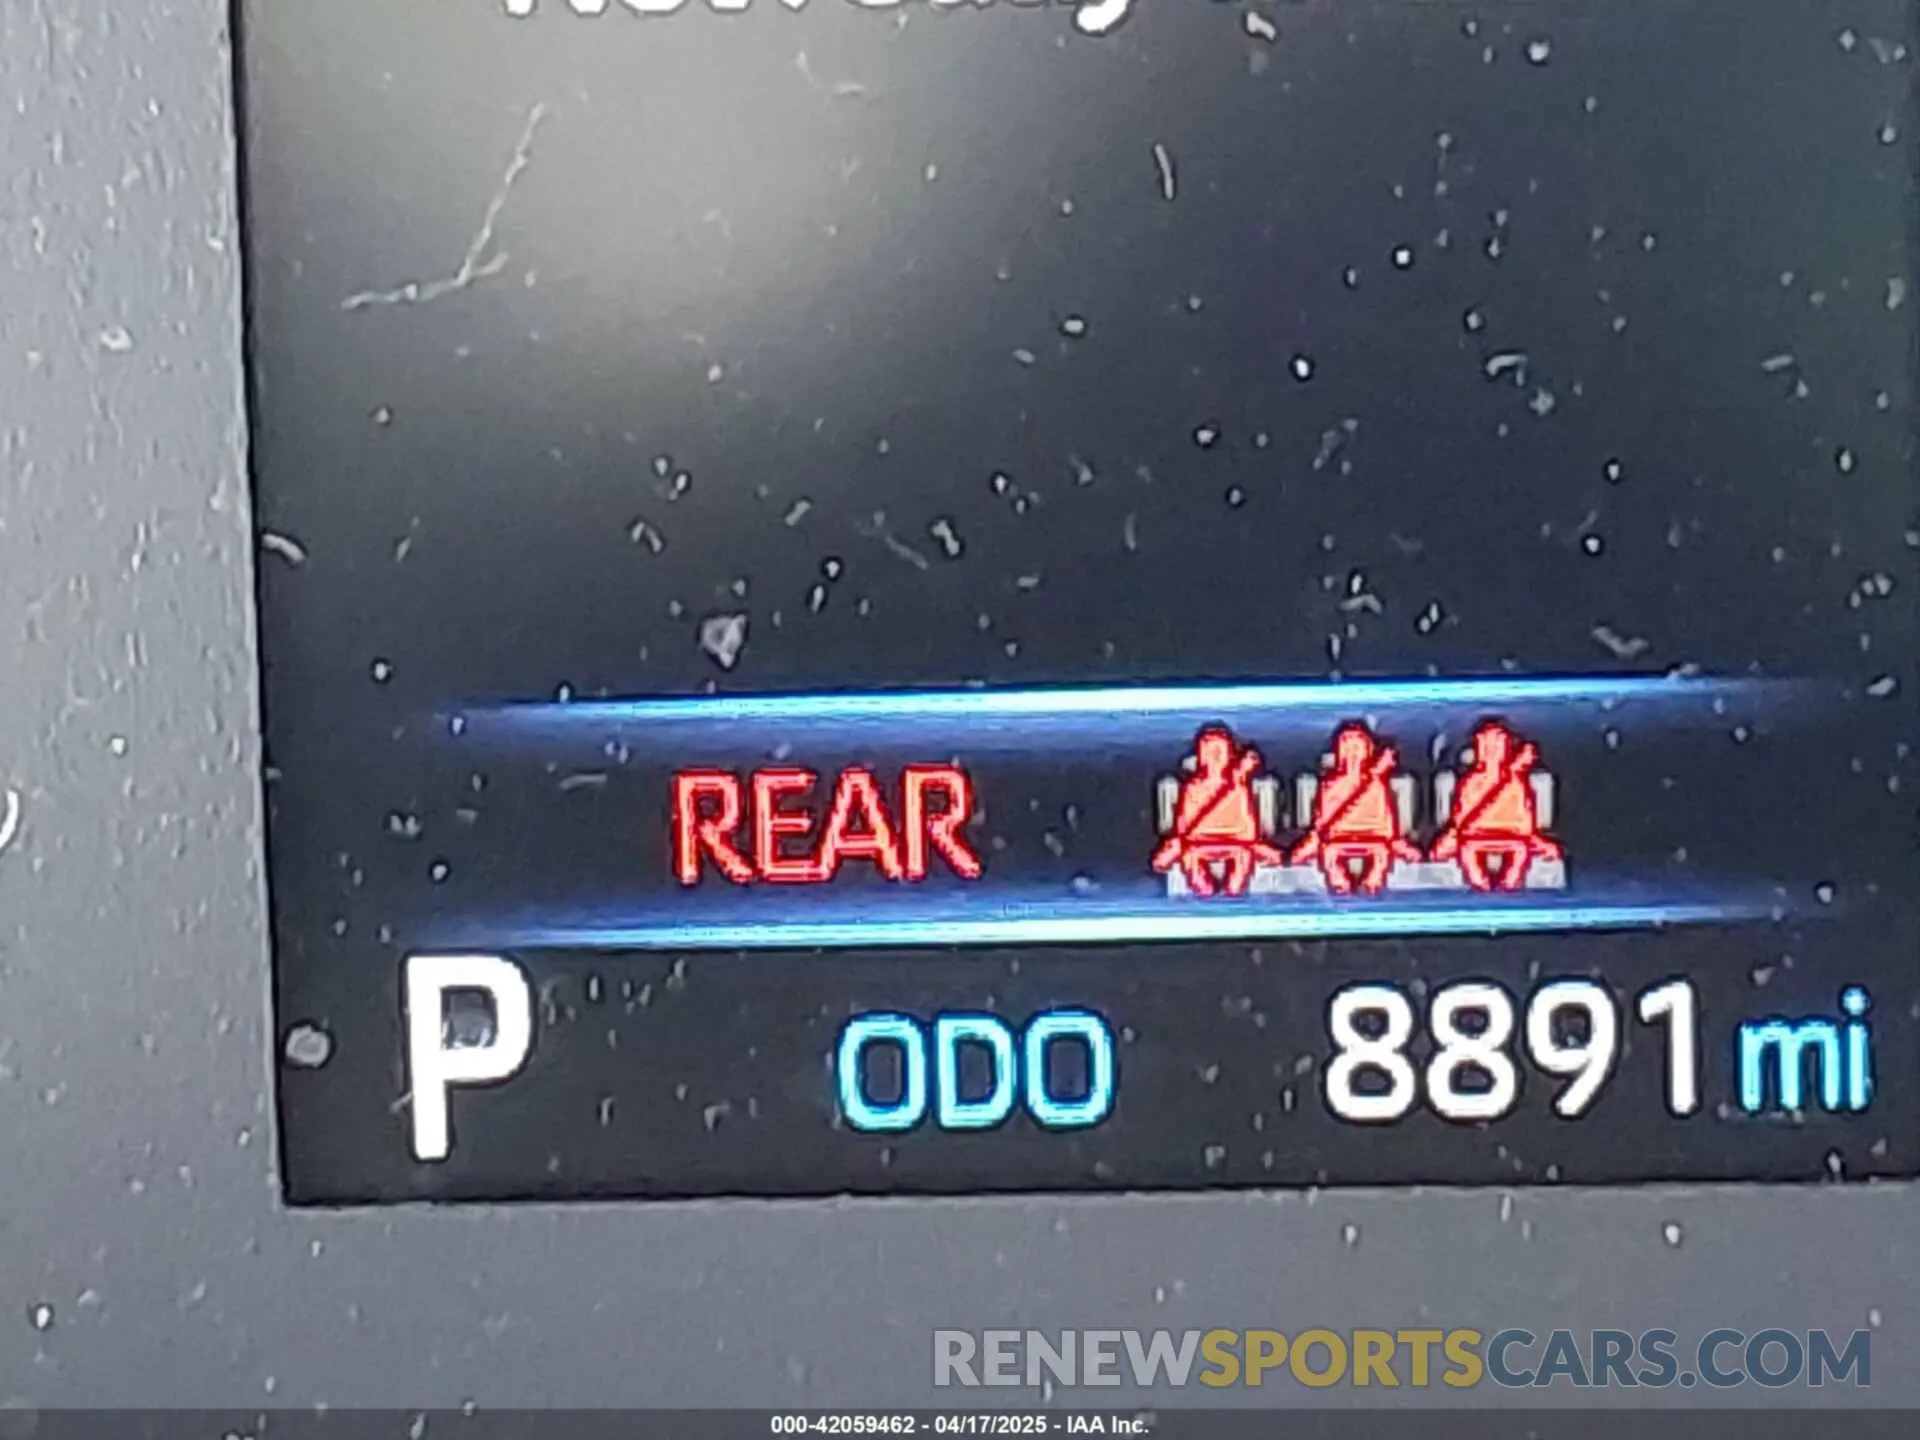 REAR
P ODO 8891 mi
RENEWSPORTSCARS.COM
000-42059462 - 04/17/2025 - IAA Inc.